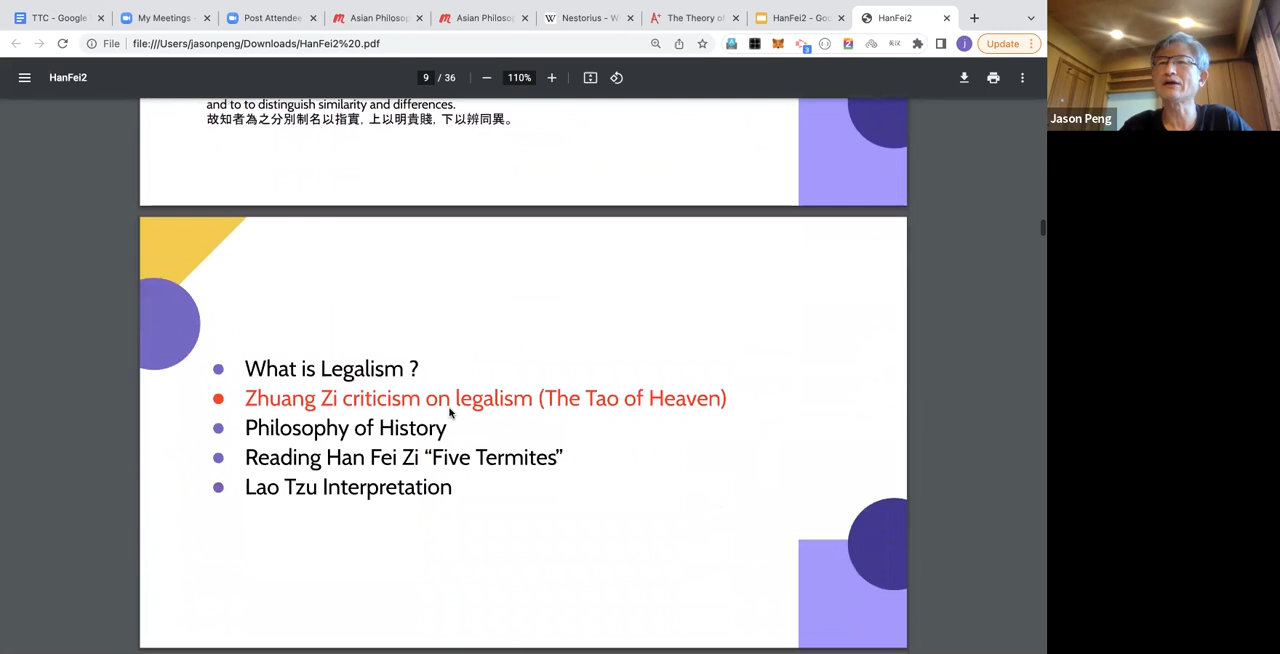 TTC - Google
My Meetings -
Post Attendee
Asian Philosop
Asian Philosop
Nestorius - W
The Theory of
HanFei2 - Goo
HanFei2
File
file:///Users/jasonpeng/Downloads/HanFei2%20.pdf
Update
HanFei2
9 / 36
110%
and to to distinguish similarity and differences.
故知者為之分別制名以指實，上以明貴賤，下以辨同異。
What is Legalism ?
Zhuang Zi criticism on legalism (The Tao of Heaven)
Philosophy of History
Reading Han Fei Zi “Five Termites”
Lao Tzu Interpretation
Jason Peng